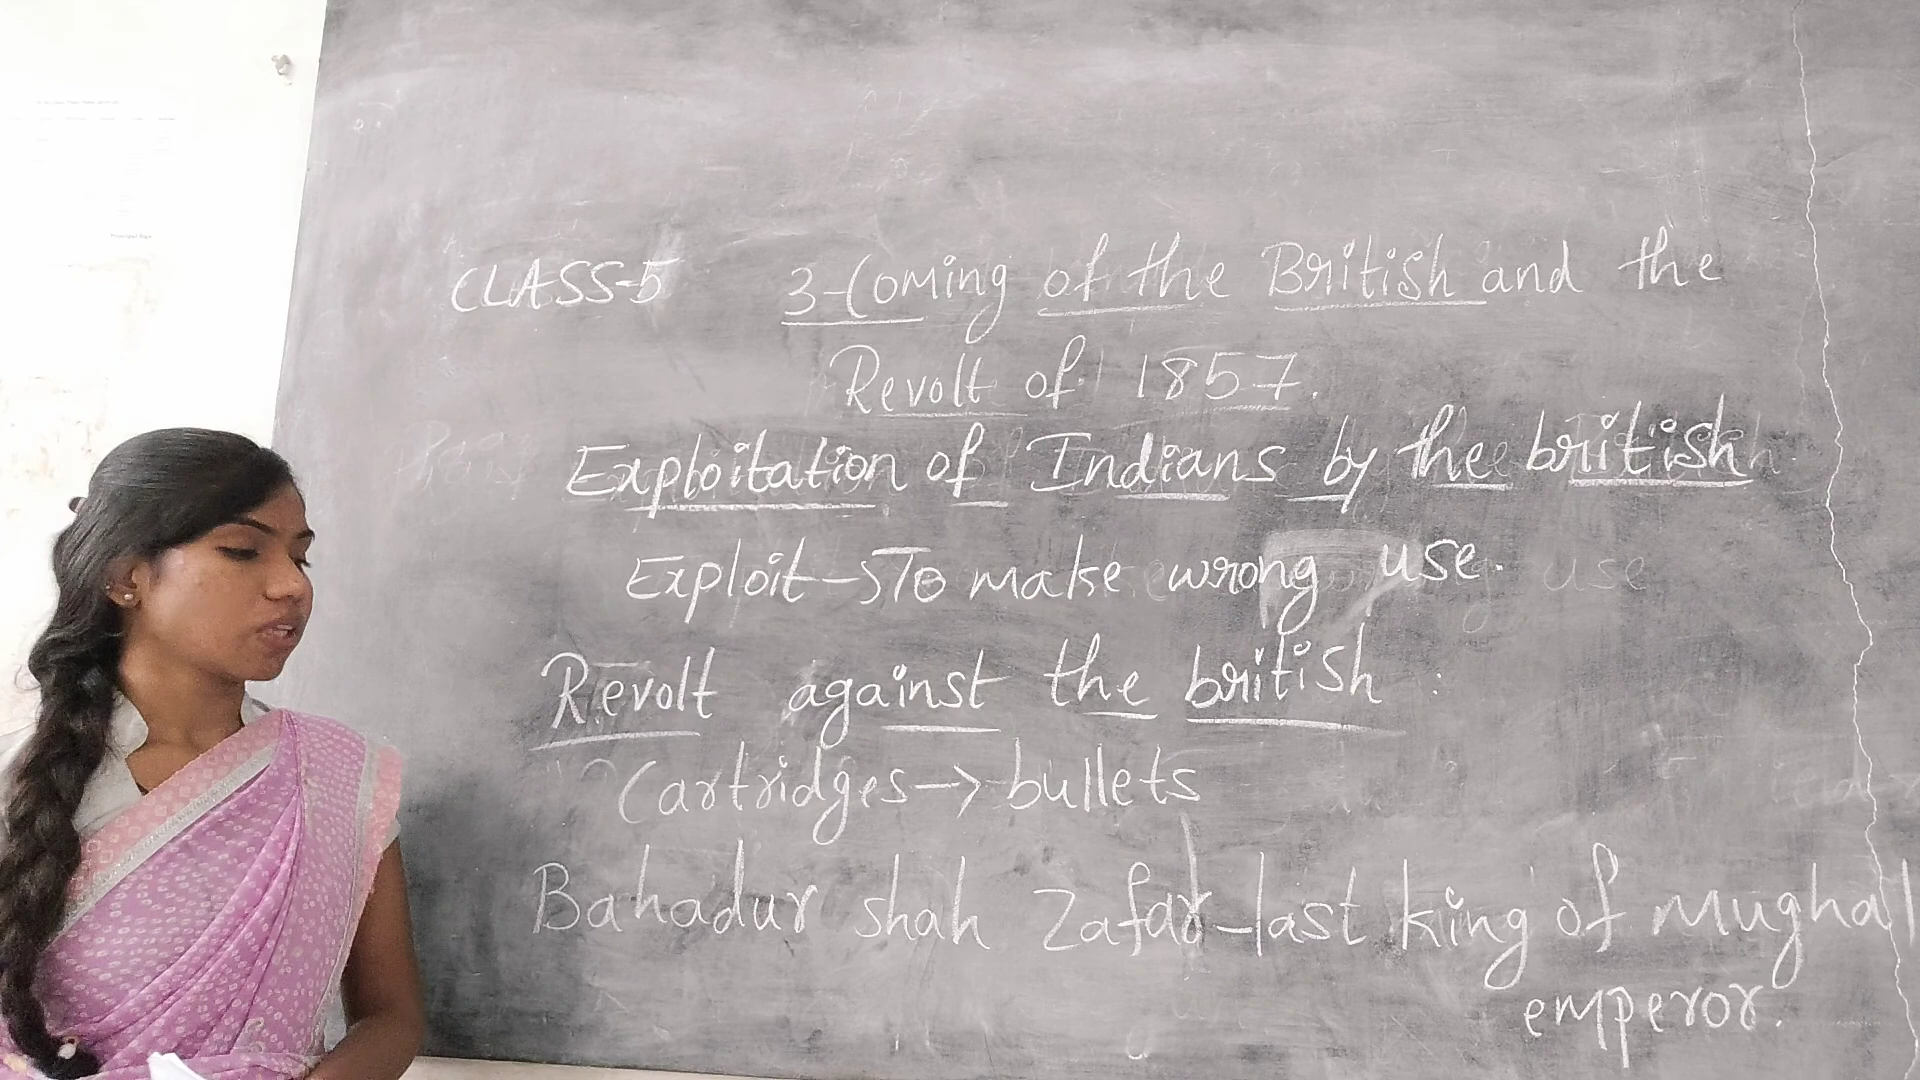 CLASS-5 3-Coming of the British and the
Revolt of 1857.
Exploitation of Indians by the british
Exploit→To make wrong use.
Revolt against the british :
Cartridges→bullets
Bahadur shah Zafar-last king of mughal
emperor.